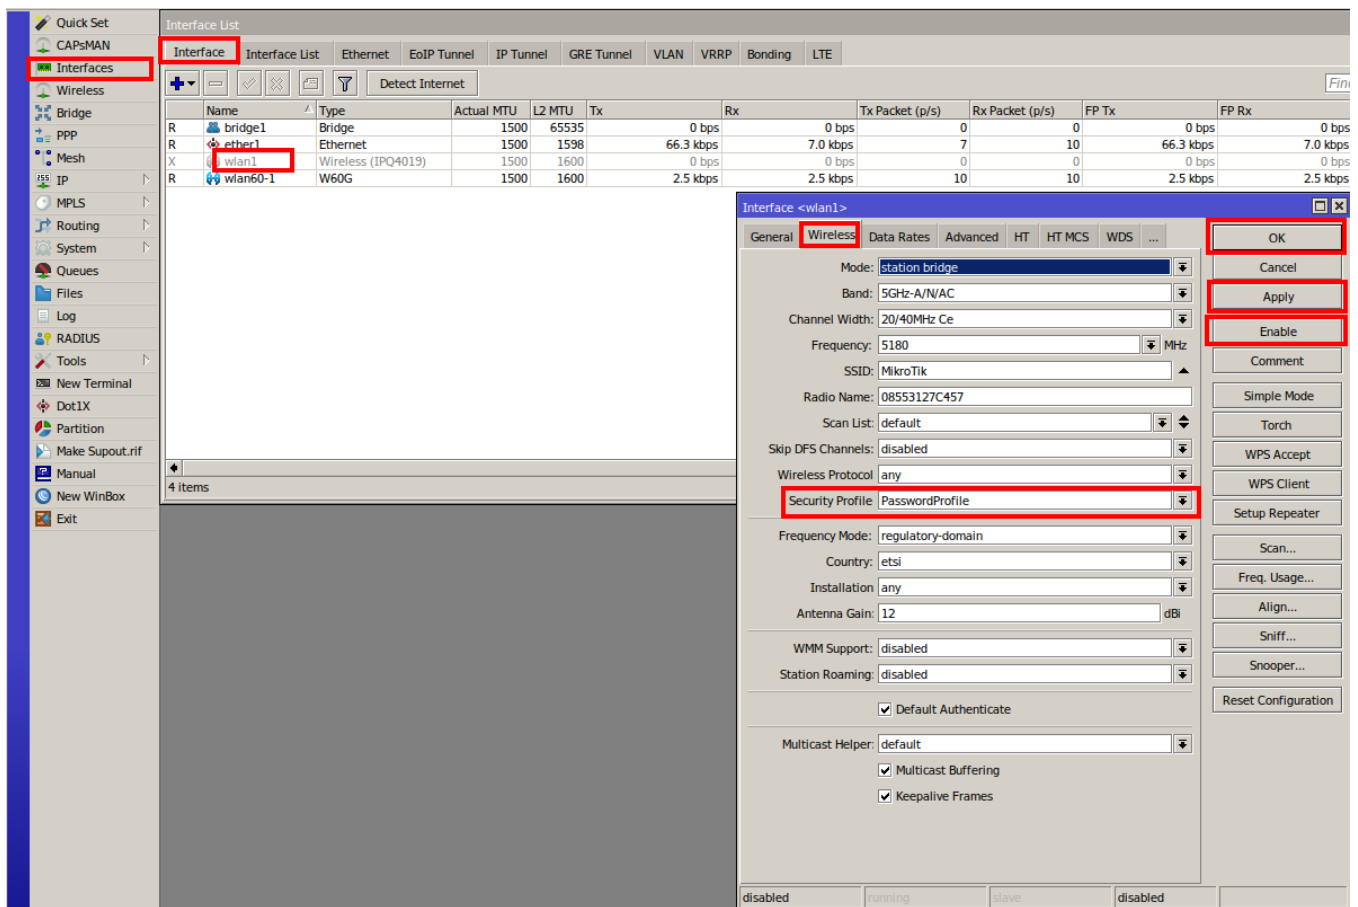 Quick Set
CAPsMAN
Interfaces
Wireless
Bridge
PPP
Mesh
255 IP
MPLS
Routing
System
Queues
Files
Log
RADIUS
Tools
New Terminal
Dot1X
Partition
Make Supout.rif
Manual
New WinBox
Exit
Interface List
Interface Interface List Ethernet EoIP Tunnel IP Tunnel GRE Tunnel VLAN VRRP Bonding LTE
Detect Internet Find
Name Type Actual MTU L2 MTU Tx Rx Tx Packet (p/s) Rx Packet (p/s) FP Tx FP Rx
R bridge1 Bridge 1500 65535 0 bps 0 bps 0 0 0 bps 0 bps
R ether1 Ethernet 1500 1598 66.3 kbps 7.0 kbps 7 10 66.3 kbps 7.0 kbps
X wlan1 Wireless (IPQ4019) 1500 1600 0 bps 0 bps 0 0 0 bps 0 bps
R wlan60-1 W60G 1500 1600 2.5 kbps 2.5 kbps 10 10 2.5 kbps 2.5 kbps
4 items
Interface <wlan1>
General Wireless Data Rates Advanced HT HT MCS WDS ...
Mode: station bridge
Band: 5GHz-A/N/AC
Channel Width: 20/40MHz Ce
Frequency: 5180 MHz
SSID: MikroTik
Radio Name: 08553127C457
Scan List: default
Skip DFS Channels: disabled
Wireless Protocol any
Security Profile PasswordProfile
Frequency Mode: regulatory-domain
Country: etsi
Installation any
Antenna Gain: 12 dBi
WMM Support: disabled
Station Roaming: disabled
Default Authenticate
Multicast Helper: default
Multicast Buffering
Keepalive Frames
OK
Cancel
Apply
Enable
Comment
Simple Mode
Torch
WPS Accept
WPS Client
Setup Repeater
Scan...
Freq. Usage...
Align...
Sniff...
Snooper...
Reset Configuration
disabled running slave disabled